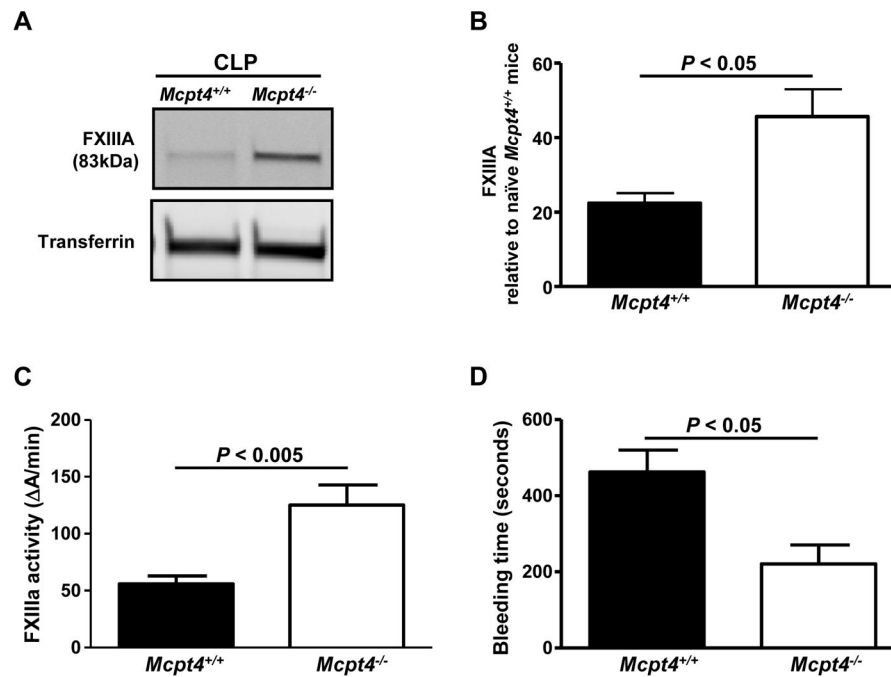 A
CLP
Mcpt4+/+ Mcpt4-/-
FXIIIA
(83kDa)
Transferrin
B
P < 0.05
FXIIIA
relative to naïve Mcpt4+/+ mice
60
40
20
0
Mcpt4+/+ Mcpt4-/-
C
P < 0.005
FXIIIa activity (ΔA/min)
200
150
100
50
0
Mcpt4+/+ Mcpt4-/-
D
P < 0.05
Bleeding time (seconds)
600
400
200
0
Mcpt4+/+ Mcpt4-/-